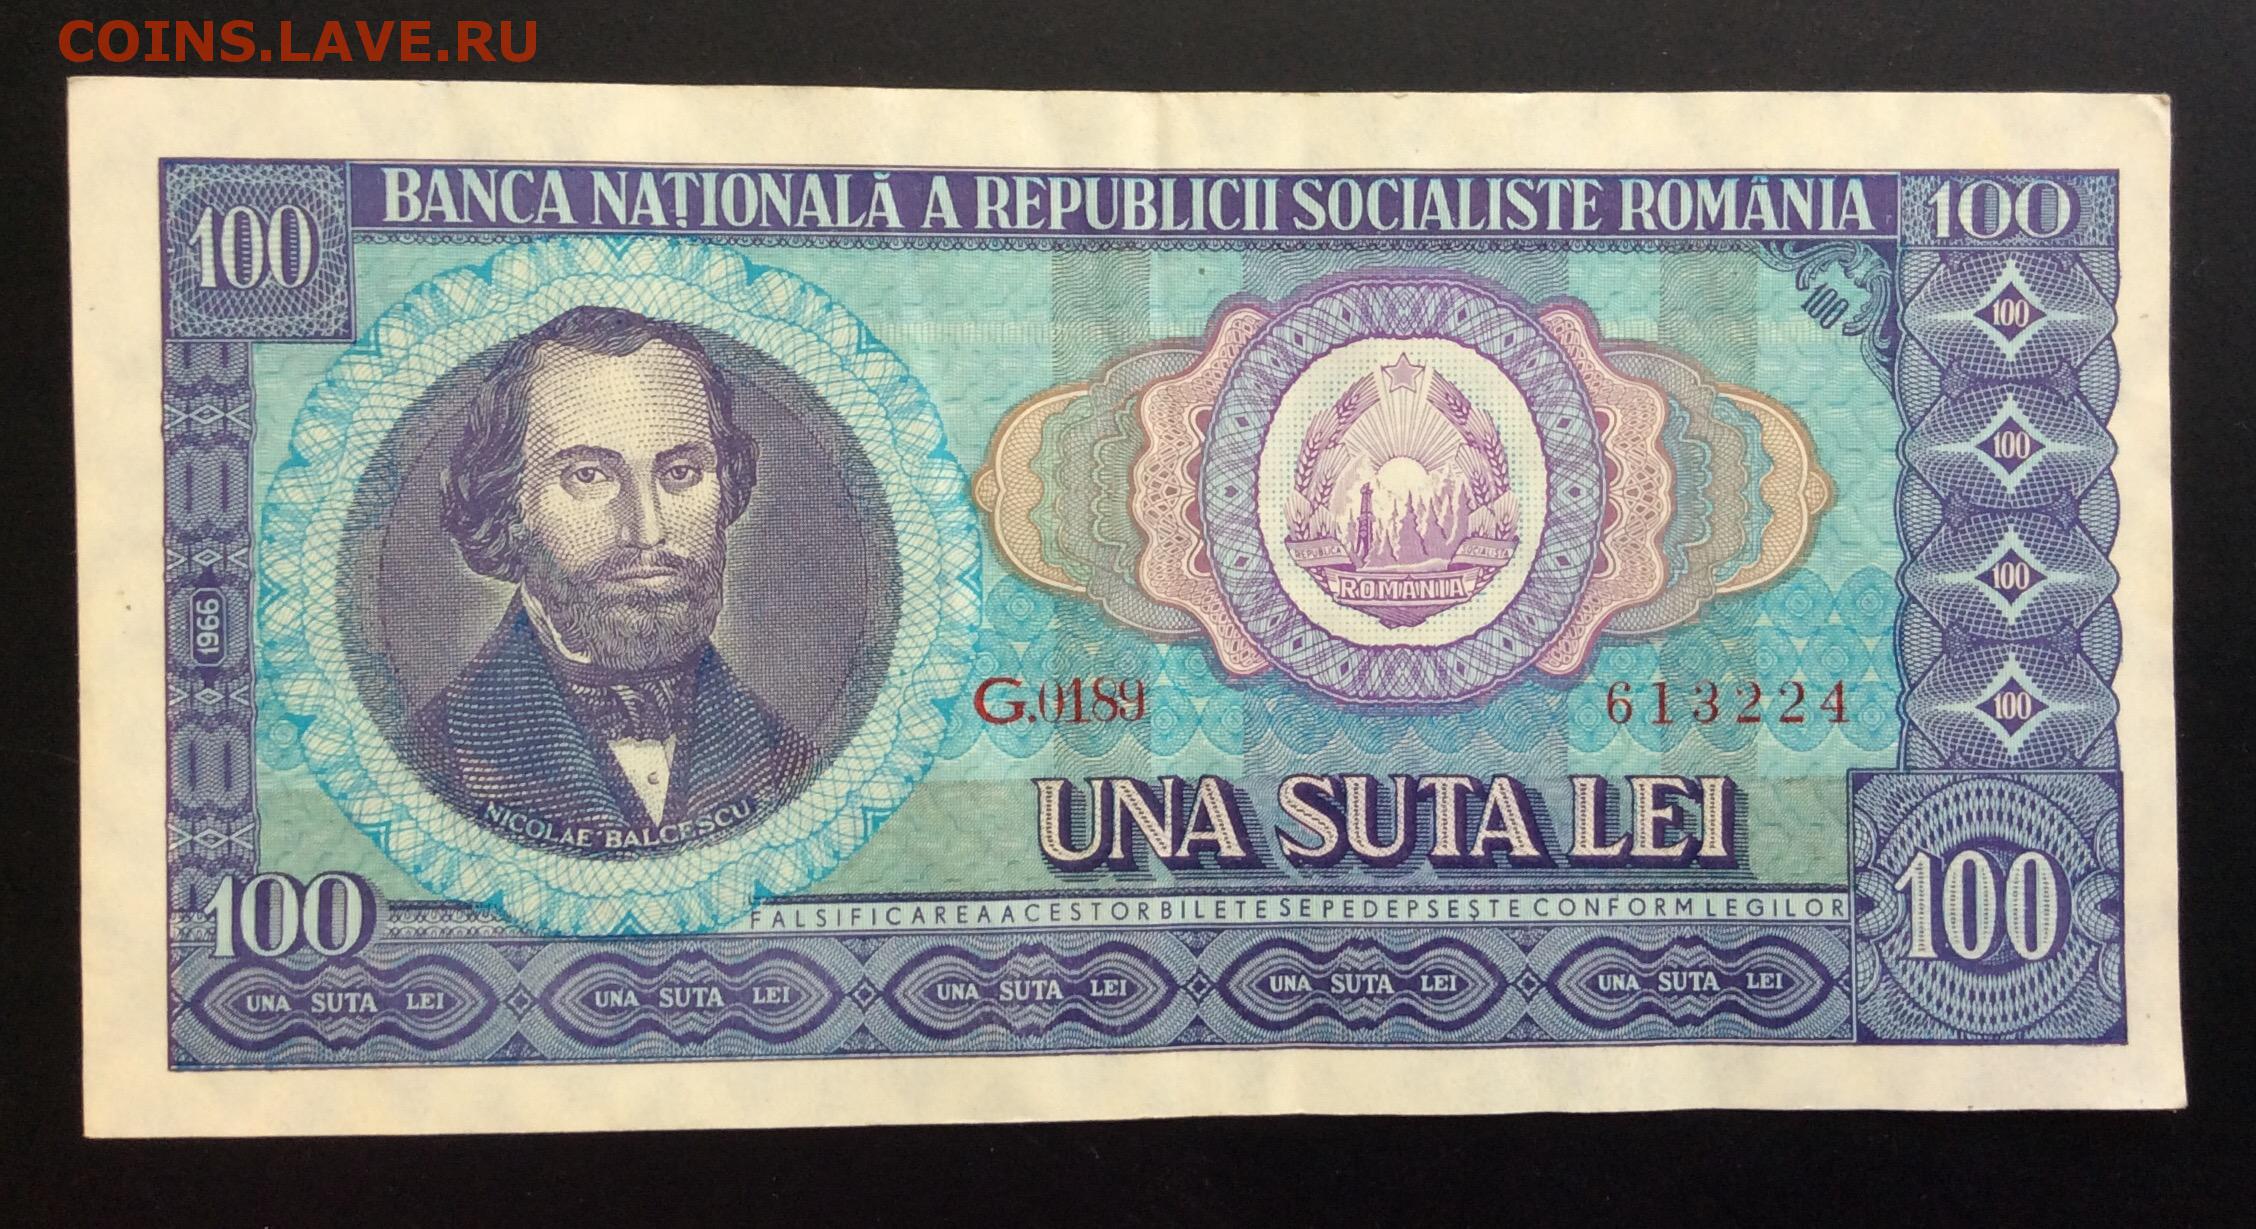 COINS.LAVE.RU
BANCA NAȚIONALĂ A REPUBLICII SOCIALISTE ROMÂNIA
100
100
100
100
100
100
100
1966
REPUBLICA SOCIALISTA
ROMÂNIA
G.0189 613224
NICOLAE BALCESCU
UNA SUTA LEI
100
100
FALSIFICAREA ACESTOR BILETE SE PEDEPSEȘTE CONFORM LEGILOR
UNA SUTA LEI UNA SUTA LEI UNA SUTA LEI UNA SUTA LEI UNA SUTA LEI